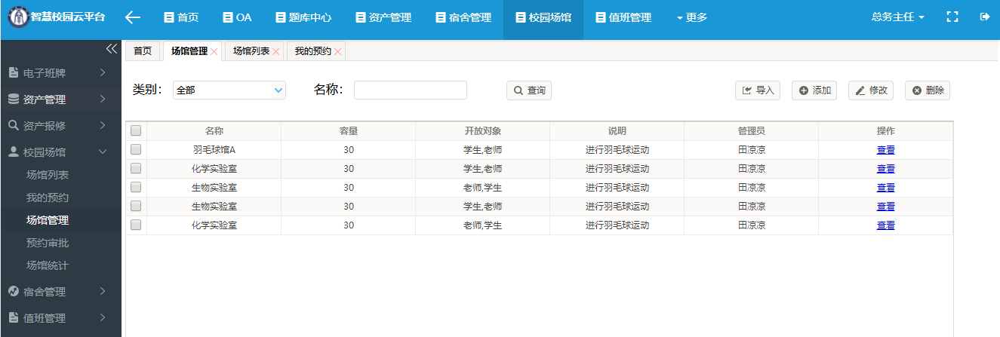 智慧校园云平台 首页 OA 题库中心 资产管理 宿舍管理 校园场馆 值班管理 更多 总务主任
首页 场馆管理 场馆列表 我的预约
电子班牌
资产管理
资产报修
校园场馆
场馆列表
我的预约
场馆管理
预约审批
场馆统计
宿舍管理
值班管理
类别： 全部 名称： 查询 导入 添加 修改 删除
名称 容量 开放对象 说明 管理员 操作
羽毛球馆A 30 学生,老师 进行羽毛球运动 田凉凉 查看
化学实验室 30 学生,老师 进行羽毛球运动 田凉凉 查看
生物实验室 30 老师,学生 进行羽毛球运动 田凉凉 查看
生物实验室 30 学生,老师 进行羽毛球运动 田凉凉 查看
化学实验室 30 老师,学生 进行羽毛球运动 田凉凉 查看